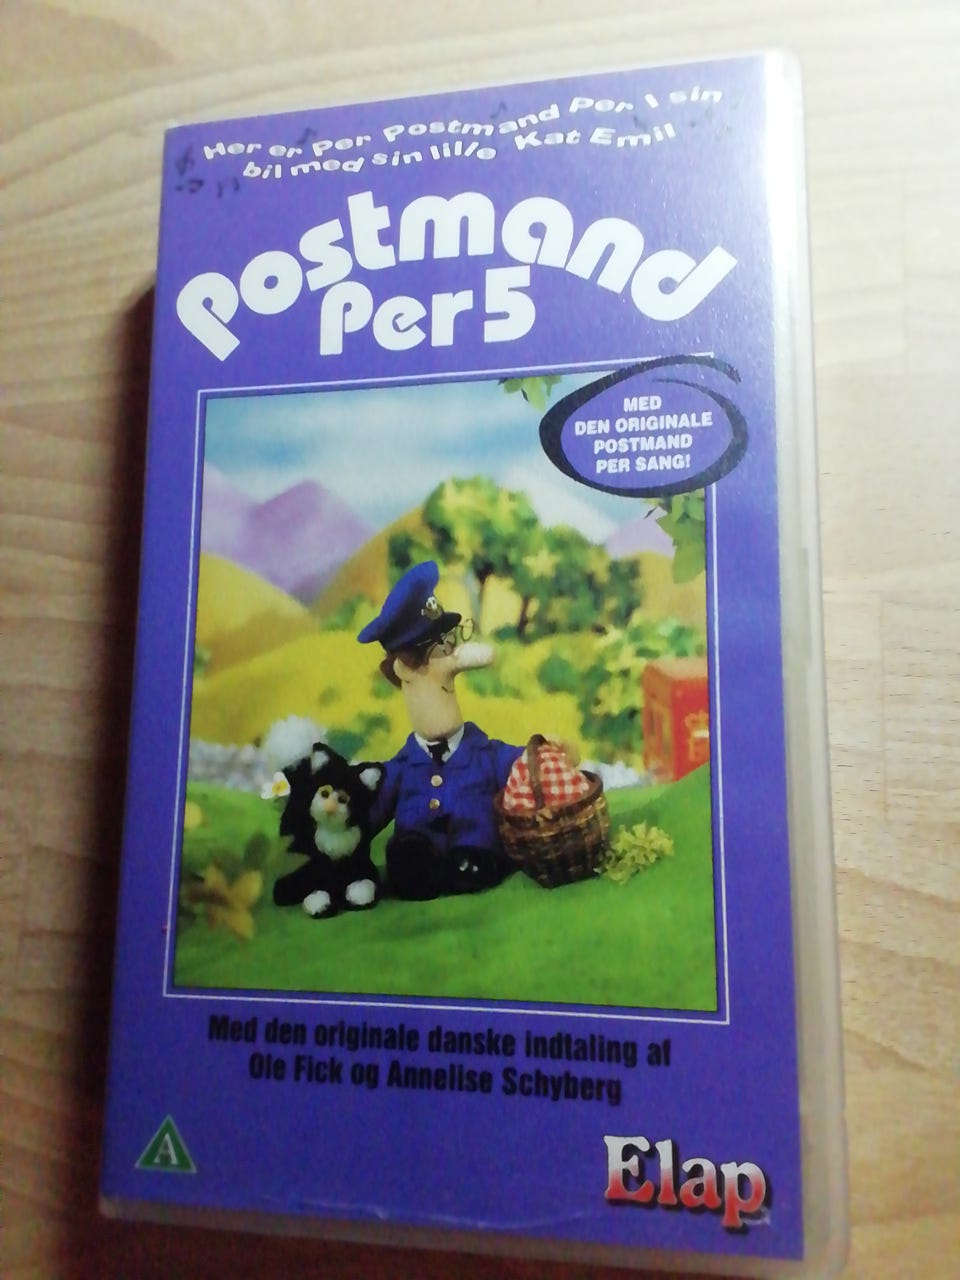 Her er Per Postmand Per I sin
bil med sin lille Kat Emil
Postmand
Per 5
MED
DEN ORIGINALE
POSTMAND
PER SANG!
Med den originale danske indtaling af
Ole Fick og Annelise Schyberg
A
Elap